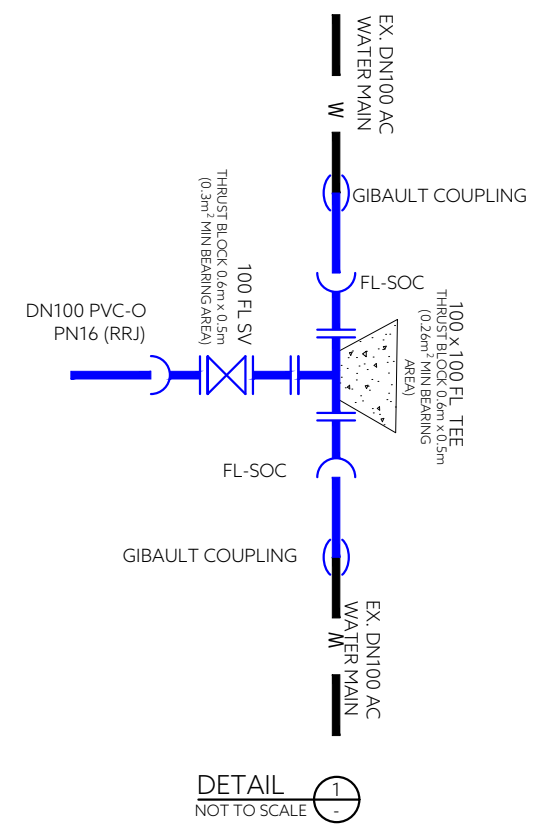 EX. DN100 AC
WATER MAIN
W
GIBAULT COUPLING
FL-SOC
THRUST BLOCK 0.6m x 0.5m
(0.3m² MIN BEARING AREA)
100 FL SV
DN100 PVC-O
PN16 (RRJ)
100 x 100 FL TEE
THRUST BLOCK 0.6m x 0.5m
(0.26m² MIN BEARING
AREA)
FL-SOC
GIBAULT COUPLING
EX. DN100 AC
WATER MAIN
W
DETAIL
NOT TO SCALE
1
-